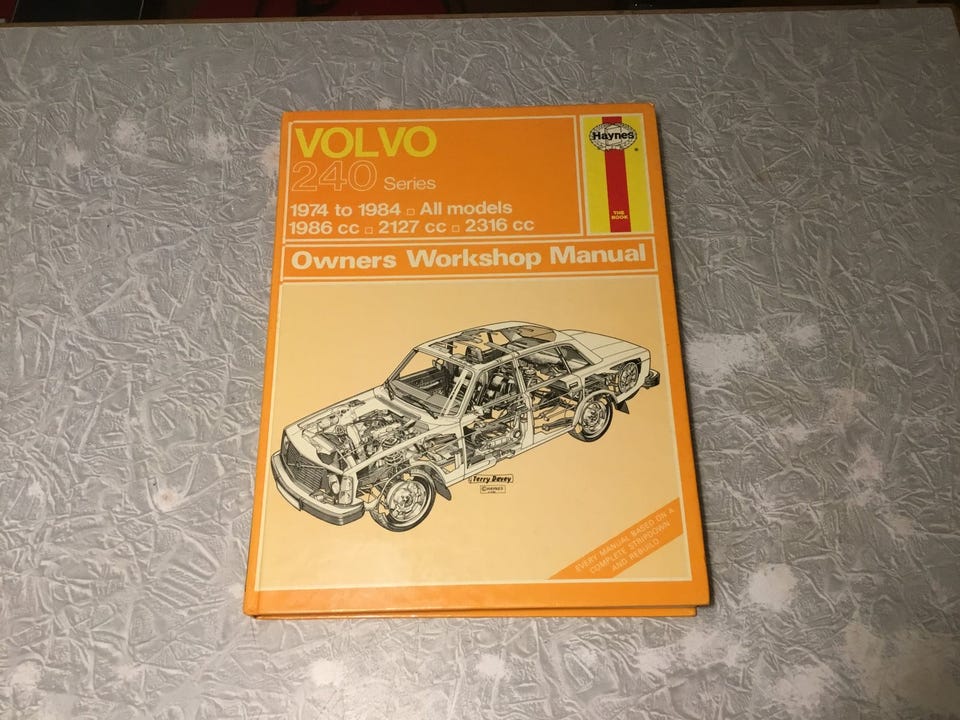 VOLVO
240 Series
1974 to 1984 □ All models
1986 cc □ 2127 cc □ 2316 cc
Haynes
THE
BOOK
Owners Workshop Manual
Terry Davey
© HAYNES
EVERY MANUAL BASED ON A
COMPLETE STRIPDOWN
AND REBUILD